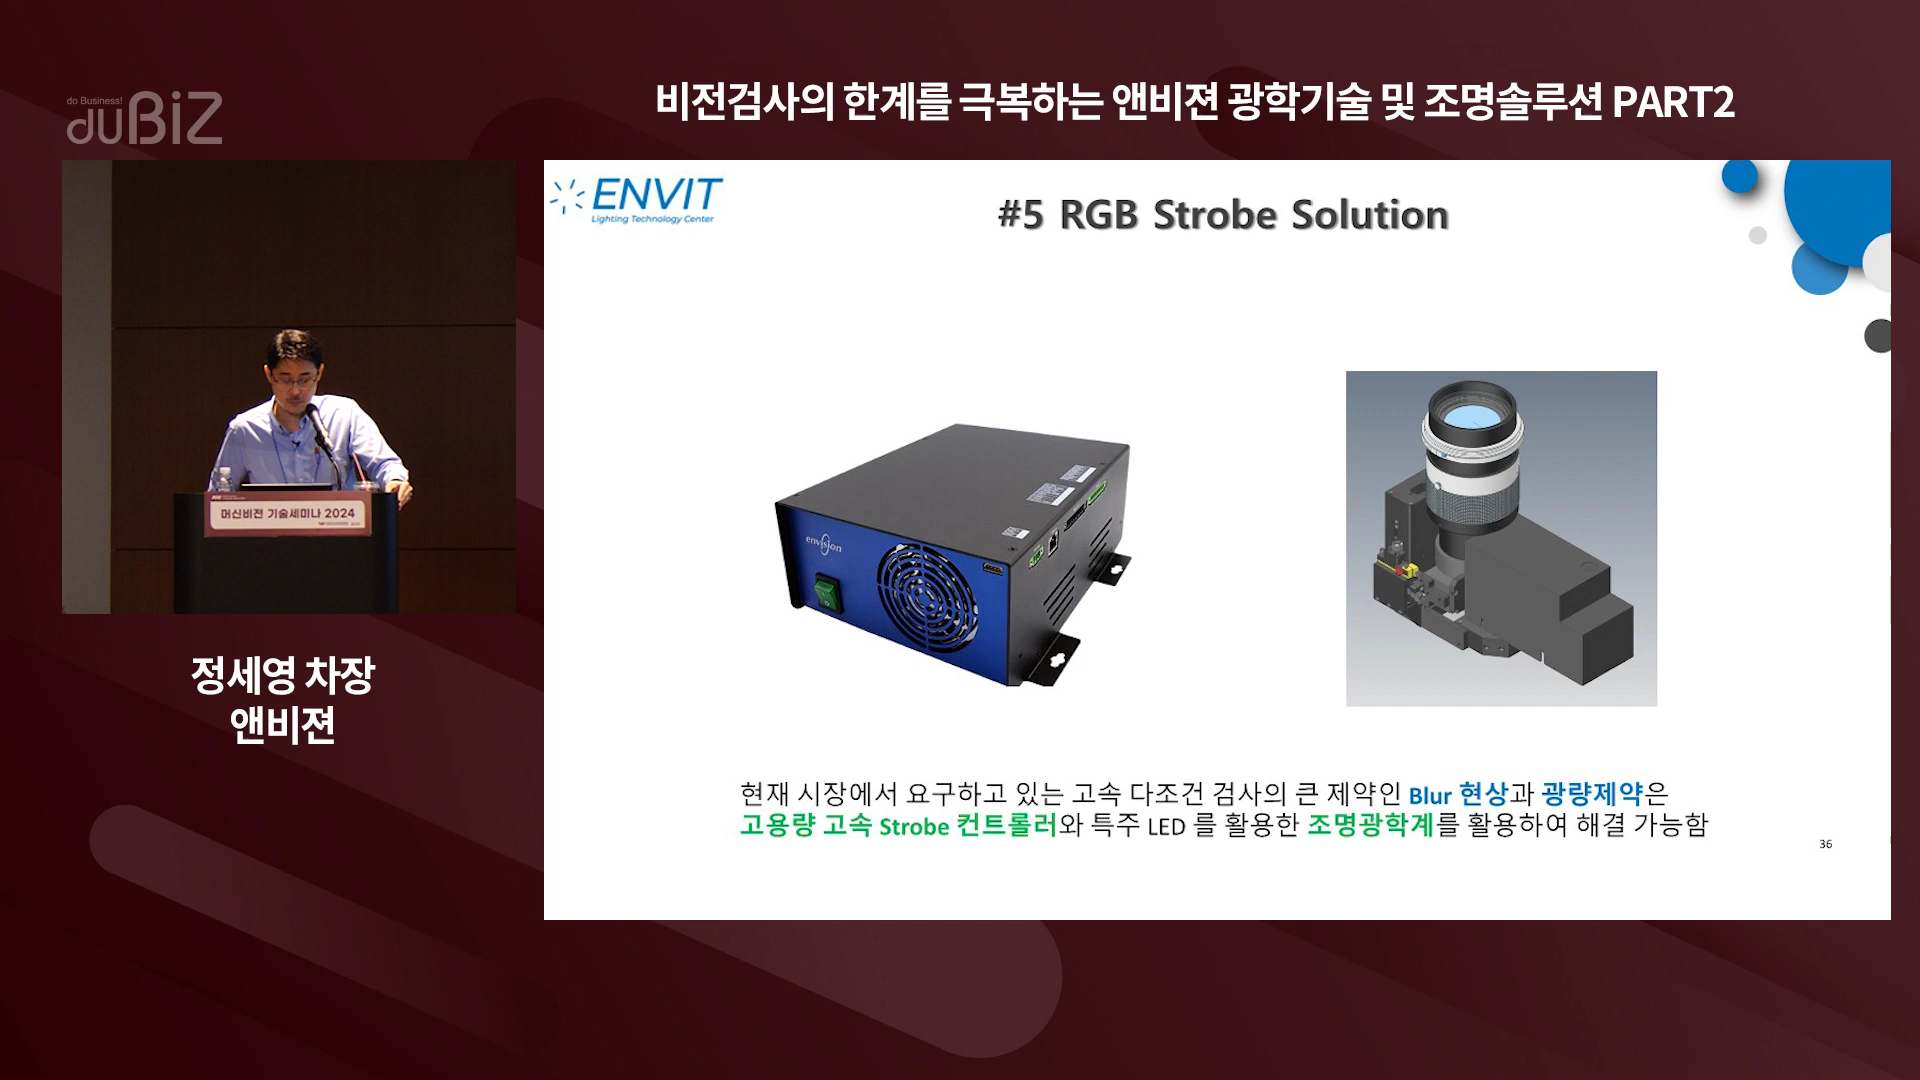 do Business!
duBiZ
비전검사의 한계를 극복하는 앤비젼 광학기술 및 조명솔루션 PART2
ENVIT
Lighting Technology Center
#5 RGB Strobe Solution
envision
머신비전 기술세미나 2024
정세영 차장
앤비젼
현재 시장에서 요구하고 있는 고속 다조건 검사의 큰 제약인 Blur 현상과 광량제약은
고용량 고속 Strobe 컨트롤러와 특주 LED 를 활용한 조명광학계를 활용하여 해결 가능함
36